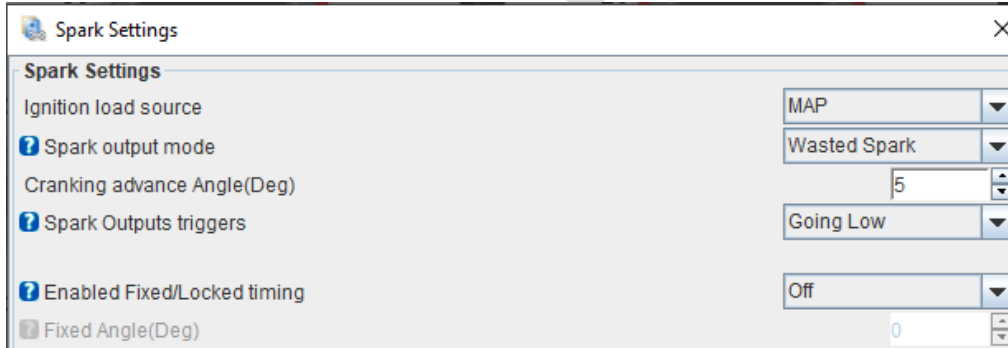 Spark Settings
Spark Settings
Ignition load source MAP
? Spark output mode Wasted Spark
Cranking advance Angle(Deg) 5
? Spark Outputs triggers Going Low
? Enabled Fixed/Locked timing Off
? Fixed Angle(Deg) 0